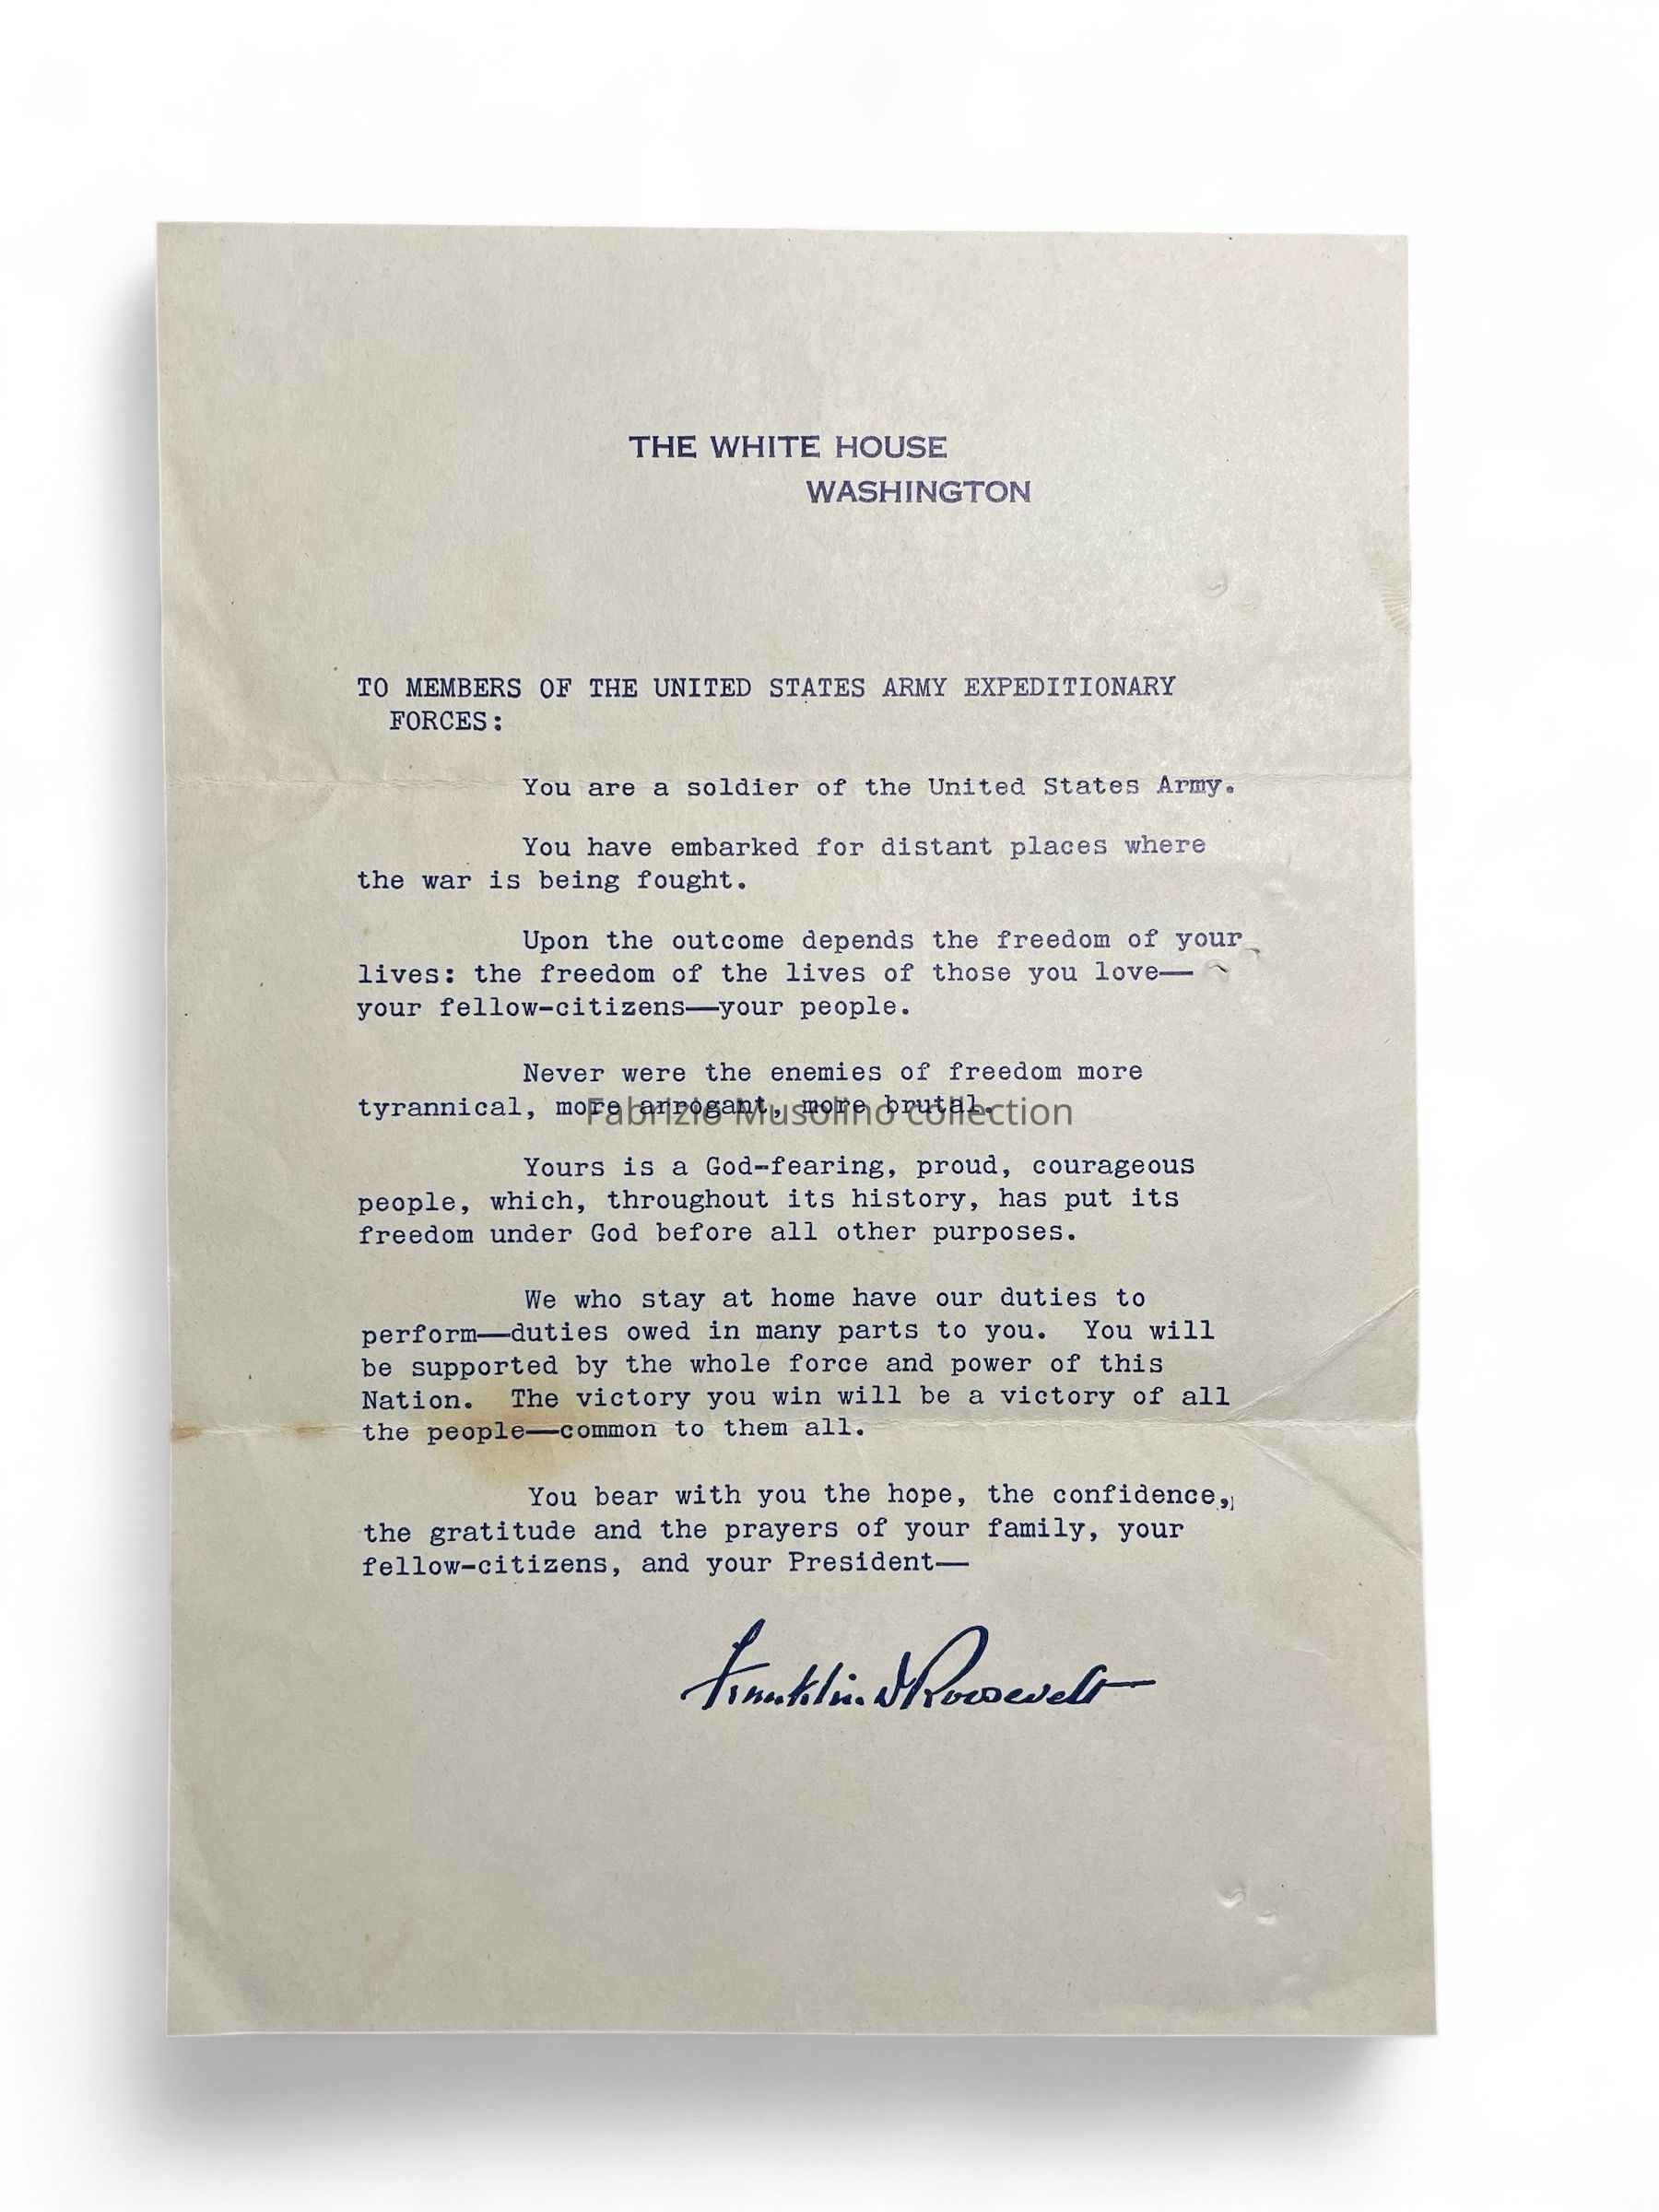 THE WHITE HOUSE
WASHINGTON
TO MEMBERS OF THE UNITED STATES ARMY EXPEDITIONARY
FORCES:
You are a soldier of the United States Army.
You have embarked for distant places where
the war is being fought.
Upon the outcome depends the freedom of your
lives: the freedom of the lives of those you love—
your fellow-citizens—your people.
Never were the enemies of freedom more
tyrannical, more arrogant, more brutal.
Fabrizio Musolino collection
Yours is a God-fearing, proud, courageous
people, which, throughout its history, has put its
freedom under God before all other purposes.
We who stay at home have our duties to
perform—duties owed in many parts to you.  You will
be supported by the whole force and power of this
Nation.  The victory you win will be a victory of all
the people—common to them all.
You bear with you the hope, the confidence,
the gratitude and the prayers of your family, your
fellow-citizens, and your President—
Franklin D Roosevelt